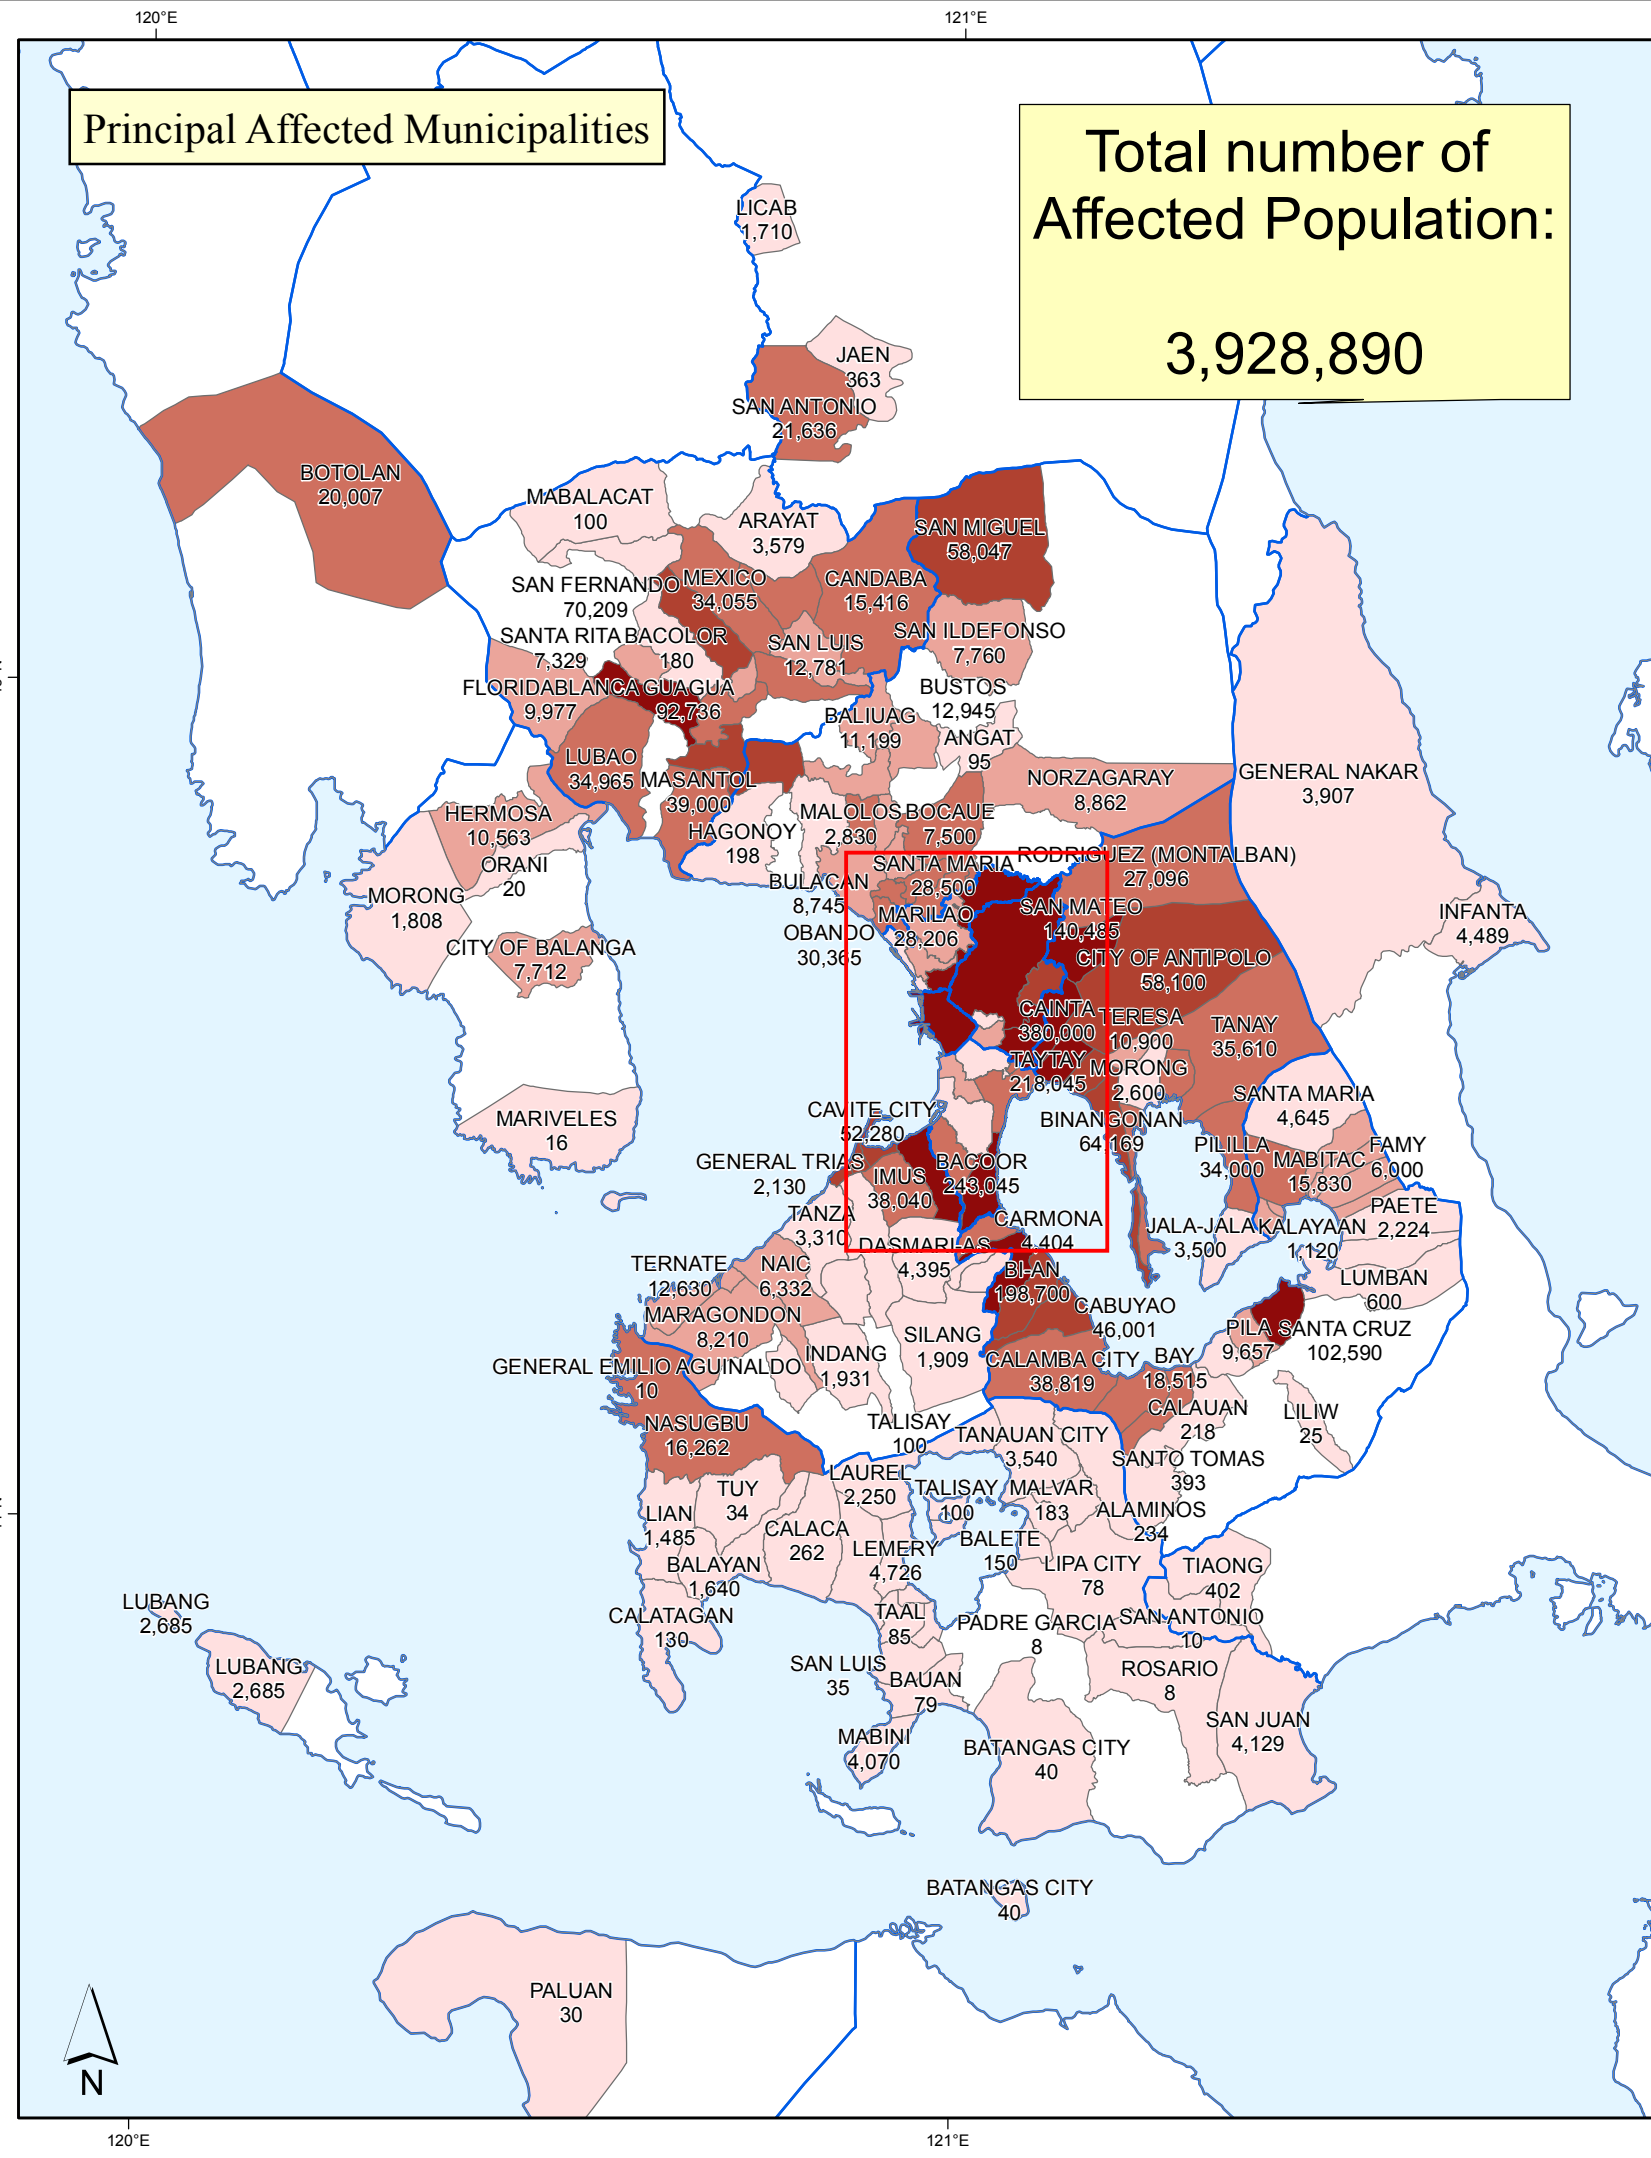 120°E
121°E
Principal Affected Municipalities
Total number of
Affected Population:
3,928,890
LICAB
1,710
JAEN
363
SAN ANTONIO
21,636
BOTOLAN
20,007
MABALACAT
100
ARAYAT
3,579
SAN MIGUEL
58,047
SAN FERNANDO
70,209
MEXICO
34,055
CANDABA
15,416
SANTA RITA
7,329
BACOLOR
180
SAN LUIS
12,781
SAN ILDEFONSO
7,760
FLORIDABLANCA
9,977
GUAGUA
92,736
BUSTOS
12,945
BALIUAG
11,199
ANGAT
95
LUBAO
34,965
MASANTOL
39,000
NORZAGARAY
8,862
GENERAL NAKAR
3,907
HERMOSA
10,563
HAGONOY
198
MALOLOS
2,830
BOCAUE
7,500
ORANI
20
SANTA MARIA
28,500
RODRIGUEZ (MONTALBAN)
27,096
MORONG
1,808
BULACAN
8,745
MARILAO
28,206
SAN MATEO
140,485
INFANTA
4,489
OBANDO
30,365
CITY OF BALANGA
7,712
CITY OF ANTIPOLO
58,100
CAINTA
380,000
TERESA
10,900
TANAY
35,610
TAYTAY
218,045
MORONG
2,600
SANTA MARIA
4,645
MARIVELES
16
CAVITE CITY
52,280
BINANGONAN
64,169
PILILLA
34,000
MABITAC
15,830
FAMY
6,000
GENERAL TRIAS
2,130
IMUS
38,040
BACOOR
243,045
TANZA
3,310
CARMONA
4,404
JALA-JALA
3,500
KALAYAAN
1,120
PAETE
2,224
DASMARI-AS
4,395
TERNATE
12,630
NAIC
6,332
BI-AN
198,700
LUMBAN
600
MARAGONDON
8,210
CABUYAO
46,001
SILANG
1,909
PILA
9,657
SANTA CRUZ
102,590
GENERAL EMILIO AGUINALDO
10
INDANG
1,931
CALAMBA CITY
38,819
BAY
18,515
NASUGBU
16,262
TALISAY
100
TANAUAN CITY
3,540
CALAUAN
218
LILIW
25
SANTO TOMAS
393
LAUREL
2,250
TALISAY
100
MALVAR
183
TUY
34
LIAN
1,485
CALACA
262
ALAMINOS
234
LEMERY
4,726
BALETE
150
LIPA CITY
78
TIAONG
402
BALAYAN
1,640
LUBANG
2,685
CALATAGAN
130
TAAL
85
PADRE GARCIA
8
SAN ANTONIO
10
LUBANG
2,685
SAN LUIS
35
BAUAN
79
ROSARIO
8
SAN JUAN
4,129
MABINI
4,070
BATANGAS CITY
40
BATANGAS CITY
40
PALUAN
30
N
120°E
121°E